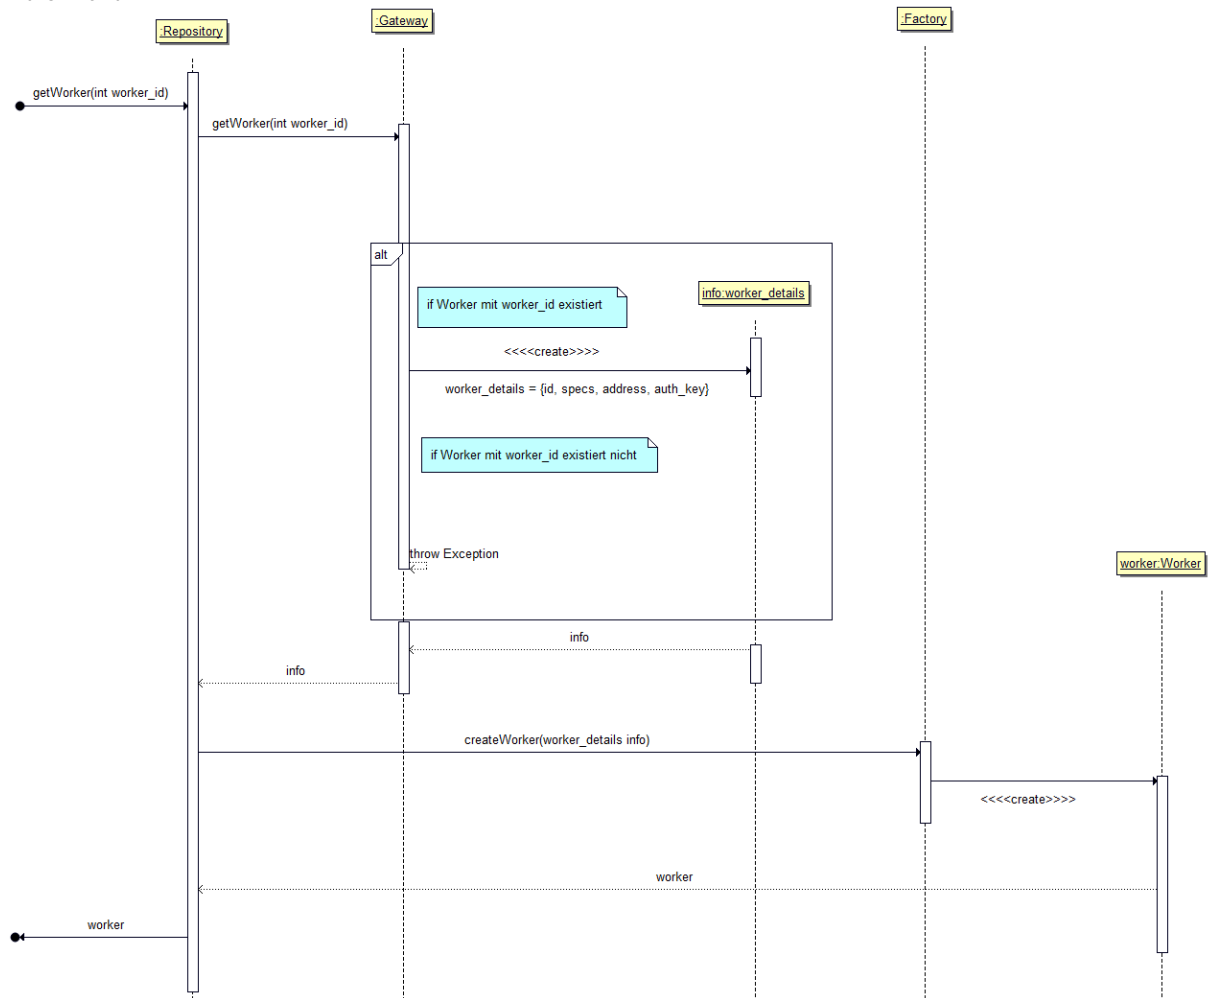 :Repository
:Gateway
:Factory
getWorker(int worker_id)
getWorker(int worker_id)
alt
info:worker_details
if Worker mit worker_id existiert
<<<<create>>>>
worker_details = {id, specs, address, auth_key}
if Worker mit worker_id existiert nicht
throw Exception
worker:Worker
info
info
createWorker(worker_details info)
<<<<create>>>>
worker
worker